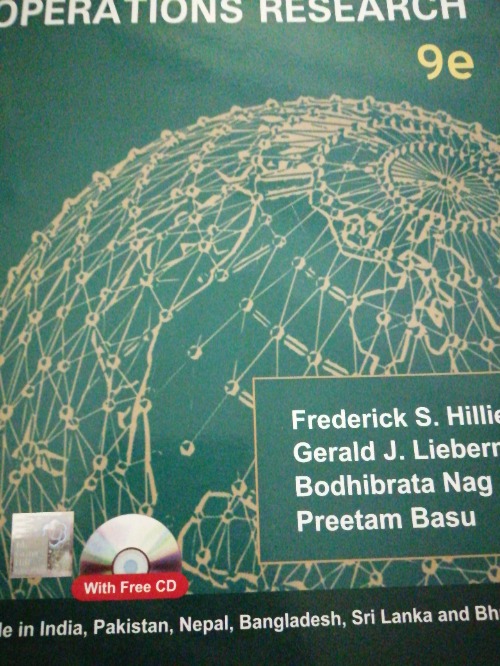 OPERATIONS RESEARCH
9e
Frederick S. Hillie
Gerald J. Lieberm
Bodhibrata Nag
Preetam Basu
With Free CD
le in India, Pakistan, Nepal, Bangladesh, Sri Lanka and Bh